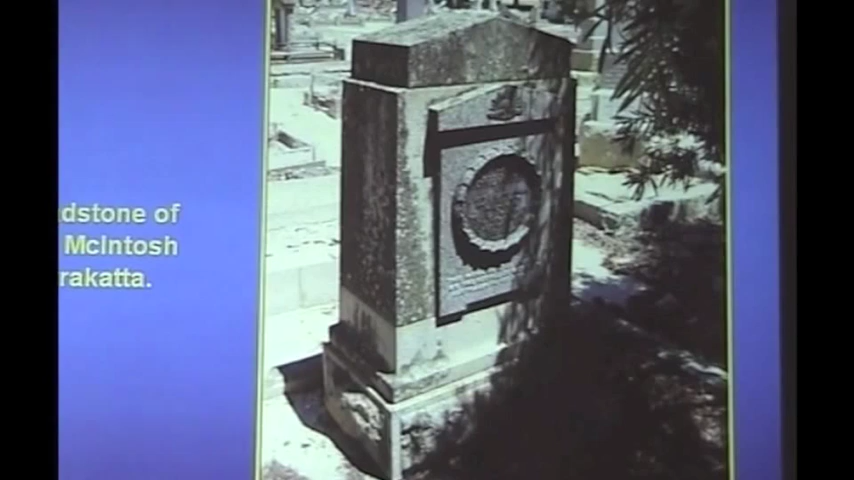 dstone of
McIntosh
rakatta.